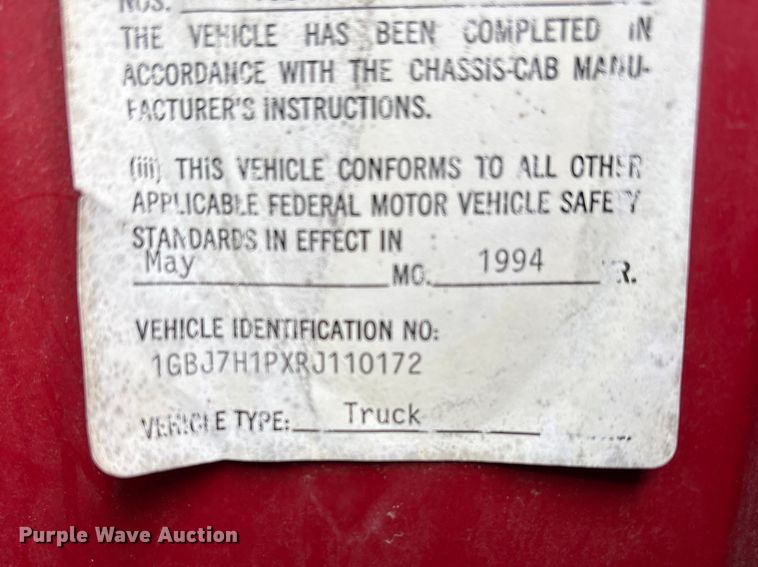 NOS.
THE VEHICLE HAS BEEN COMPLETED IN
ACCORDANCE WITH THE CHASSIS-CAB MANU-
FACTURER'S INSTRUCTIONS.
(iii) THIS VEHICLE CONFORMS TO ALL OTHER
APPLICABLE FEDERAL MOTOR VEHICLE SAFETY
STANDARDS IN EFFECT IN :
May MO. 1994 YR.
VEHICLE IDENTIFICATION NO:
1GBJ7H1PXRJ110172
VEHICLE TYPE: Truck
Purple Wave Auction®